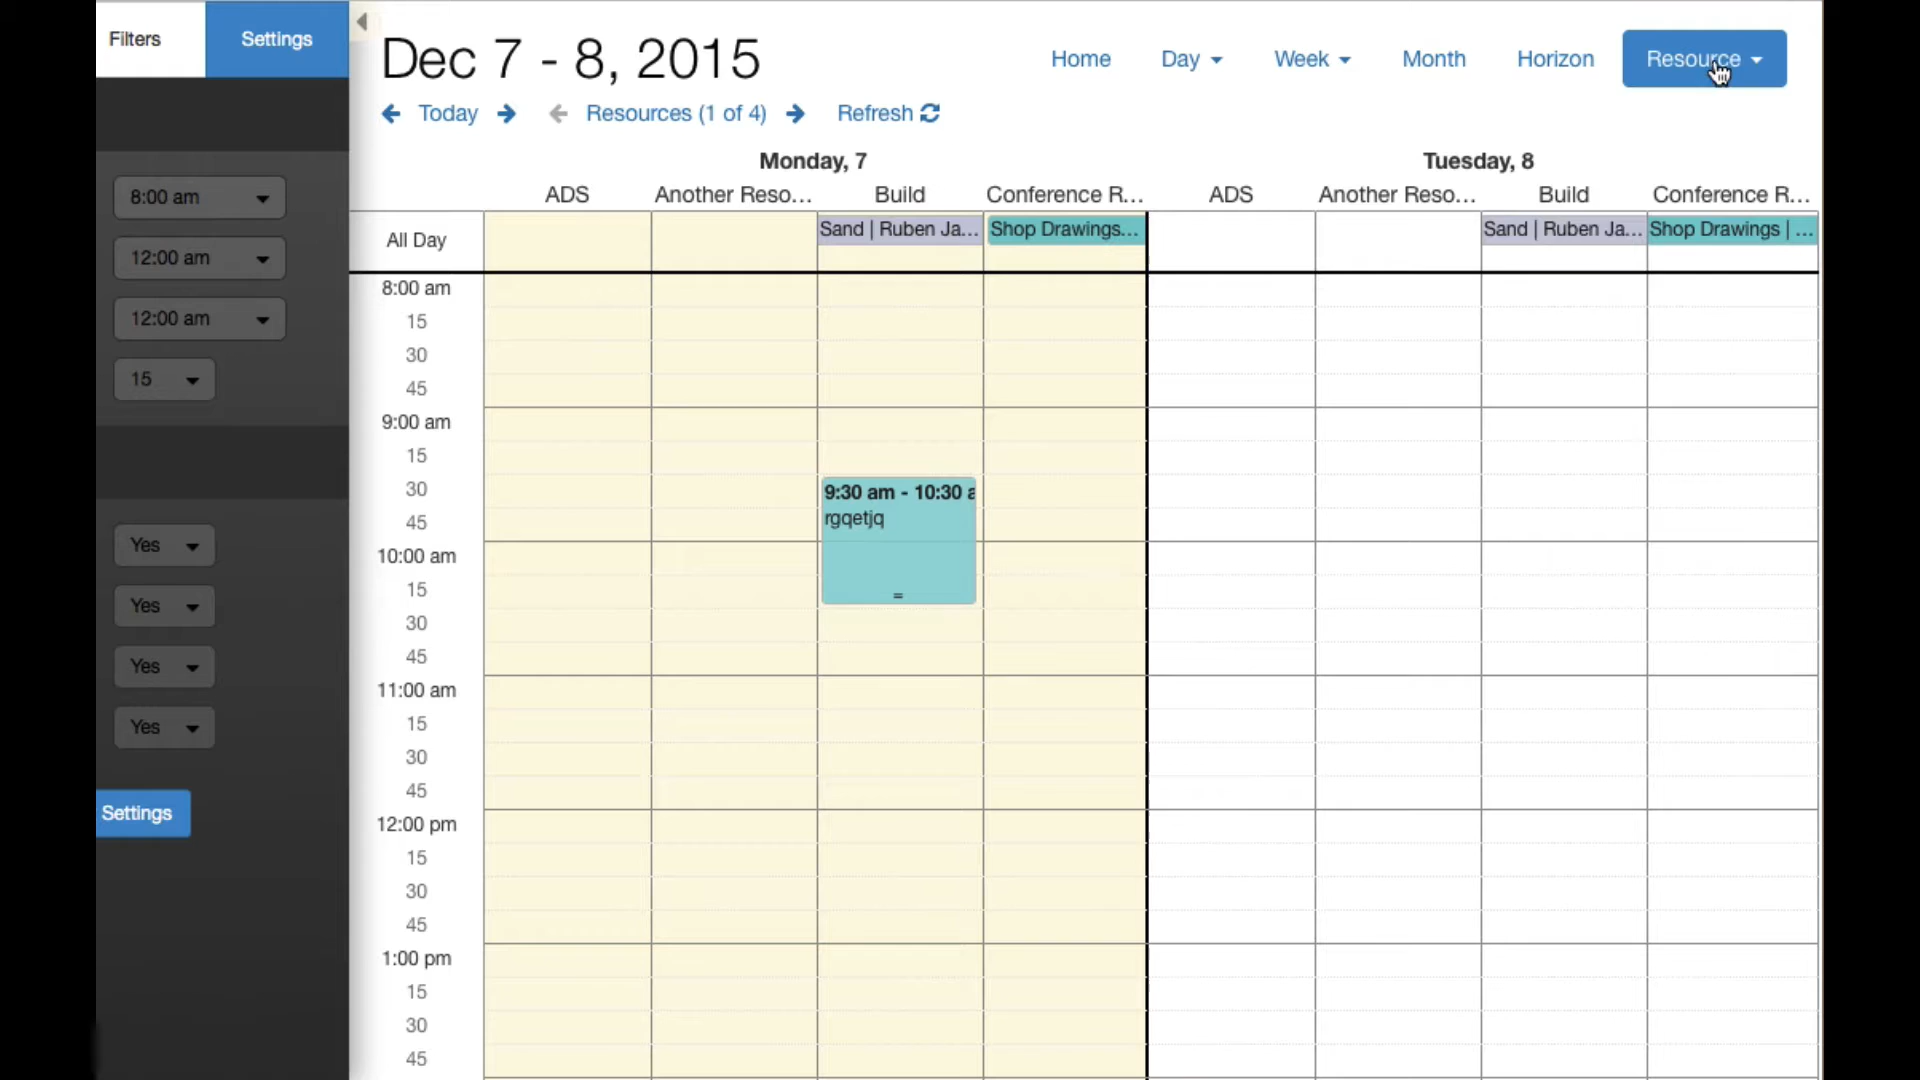 Filters
Settings
Dec 7 - 8, 2015
Home
Day
Week
Month
Horizon
Resource
Today
Resources (1 of 4)
Refresh
Monday, 7
Tuesday, 8
ADS
Another Reso...
Build
Conference R...
ADS
Another Reso...
Build
Conference R...
All Day
Sand | Ruben Ja...
Shop Drawings...
Sand | Ruben Ja...
Shop Drawings | ...
8:00 am
12:00 am
12:00 am
15
Yes
Yes
Yes
Yes
Settings
8:00 am
15
30
45
9:00 am
15
30
45
10:00 am
15
30
45
11:00 am
15
30
45
12:00 pm
15
30
45
1:00 pm
15
30
45
9:30 am - 10:30 a
rgqetjq
=